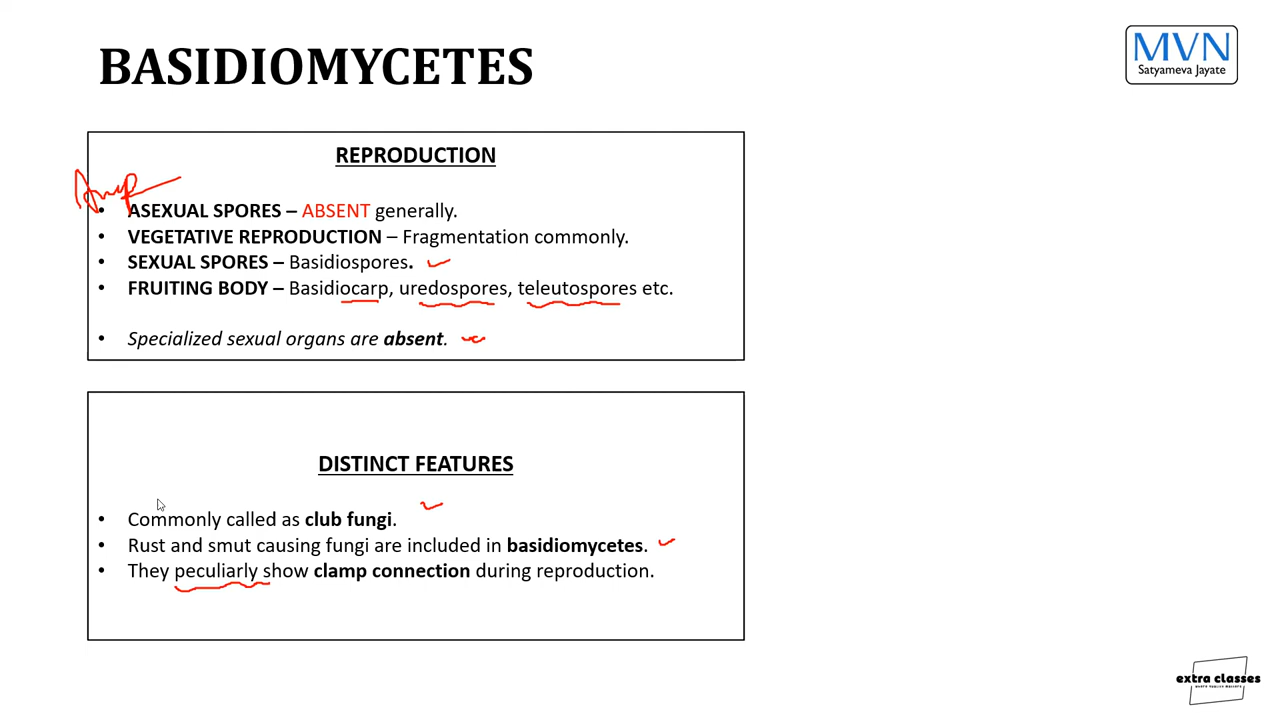 BASIDIOMYCETES
MVN
Satyameva Jayate
REPRODUCTION
• ASEXUAL SPORES – ABSENT generally.
• VEGETATIVE REPRODUCTION – Fragmentation commonly.
• SEXUAL SPORES – Basidiospores.
• FRUITING BODY – Basidiocarp, uredospores, teleutospores etc.
• Specialized sexual organs are absent.
DISTINCT FEATURES
• Commonly called as club fungi.
• Rust and smut causing fungi are included in basidiomycetes.
• They peculiarly show clamp connection during reproduction.
extra classes